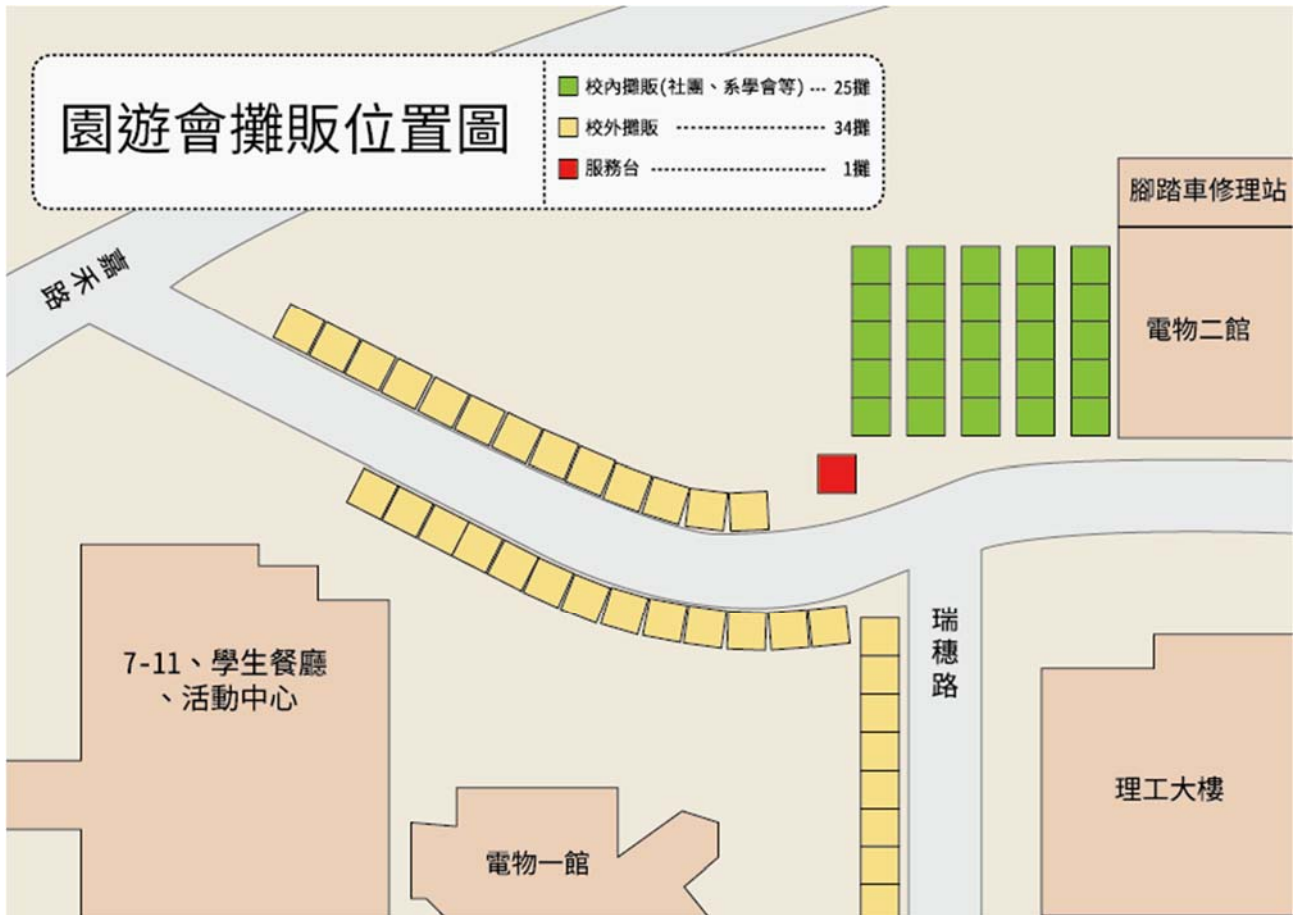 園遊會攤販位置圖
校內攤販(社團、系學會等) --- 25攤
校外攤販 ---------------- 34攤
服務台 ------------------- 1攤
嘉禾路
腳踏車修理站
電物二館
瑞穗路
7-11、學生餐廳
、活動中心
理工大樓
電物一館